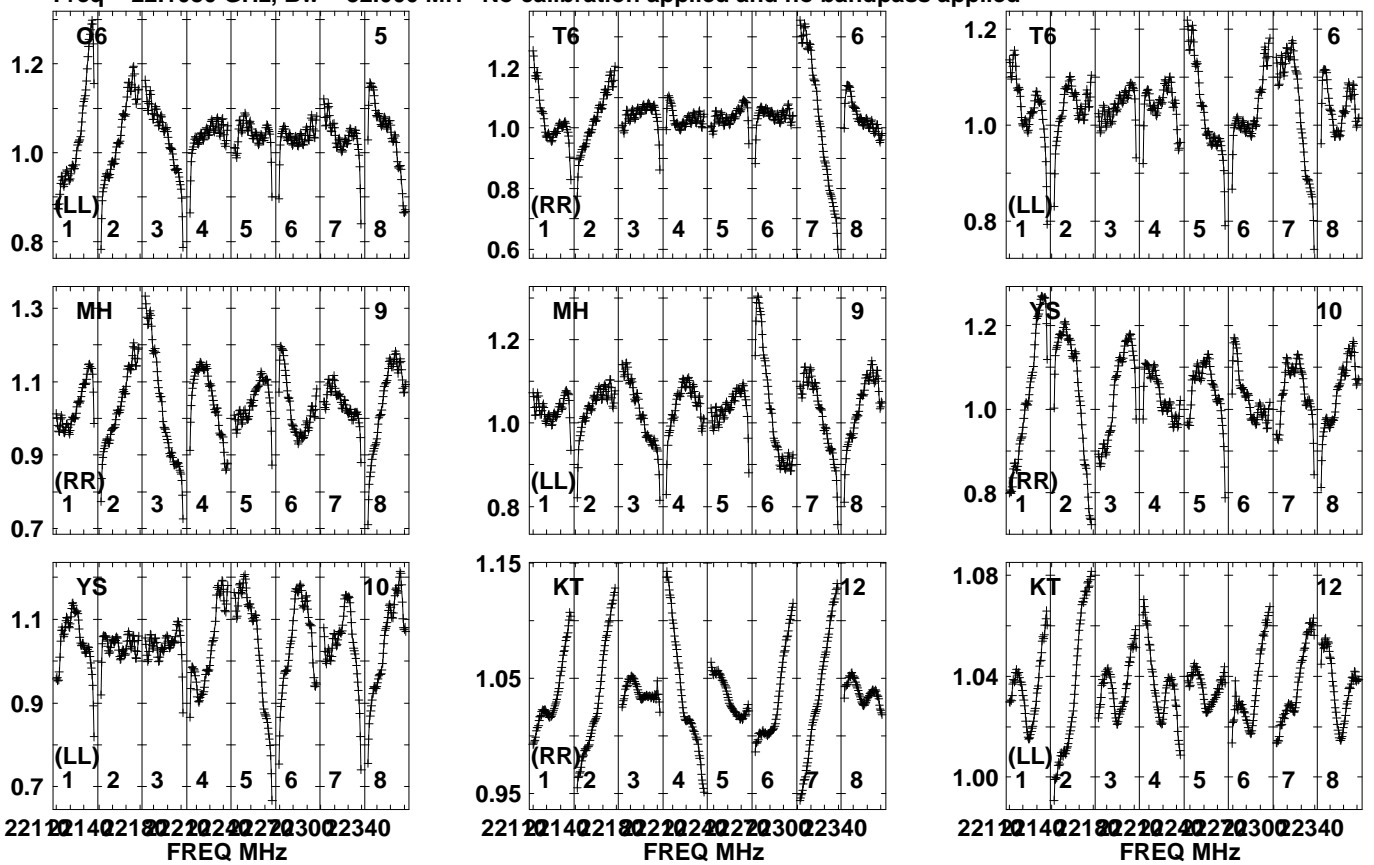 Freq = GHz, MH No calibration applied and no bandpass applied
5 T6 6 T6 6
1.2 1.2 1.2
1.0 1.0 1.0
0.8
(LL) (RR) (LL)
1 2 3 4 5 6 7 8 1 2 3 4 5 6 7 8 1 2 3 4 5 6 7 8
0.8 0.6 0.8
MH 9 MH 9 YS 10
1.3 1.2 1.2
1.1 1.0 1.0
0.9
(RR) (LL) (RR)
1 2 3 4 5 6 7 8 1 2 3 4 5 6 7 8 1 2 3 4 5 6 7 8
0.7 0.8 0.8
YS 10 KT 12 KT 12
1.15 1.08
1.1 1.10
0.9 1.05 1.04
(LL) (RR) (LL)
1 2 3 4 5 6 7 8 1 2 3 4 5 6 7 8 1 2 3 4 5 6 7 8
0.7 0.95 1.00
22340 22340 22340
FREQ MHz FREQ MHz FREQ MHz